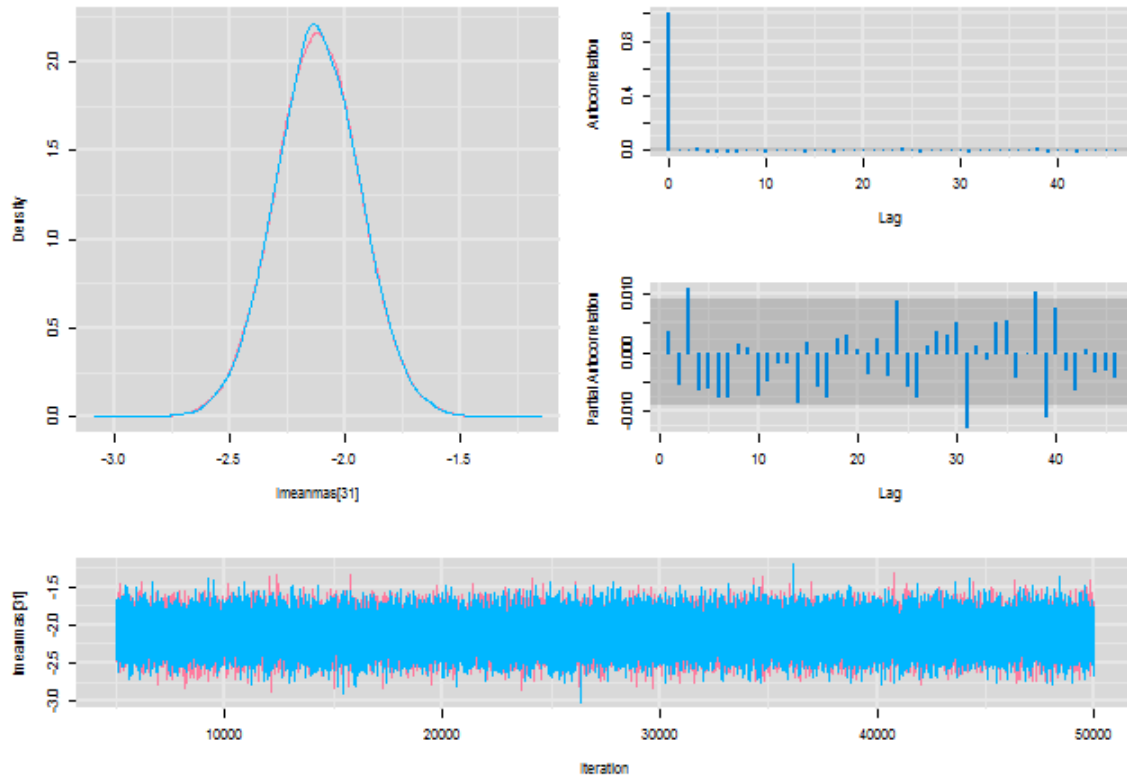 Density
0.0
0.5
1.0
1.5
2.0
-3.0 -2.5 -2.0 -1.5
lmeanmas[31]
Autocorrelation
0.0
0.4
0.8
0 10 20 30 40
Lag
Partial Autocorrelation
-0.010
0.000
0.010
0 10 20 30 40
Lag
lmeanmas[31]
-3.0
-2.5
-2.0
-1.5
10000 20000 30000 40000 50000
Iteration